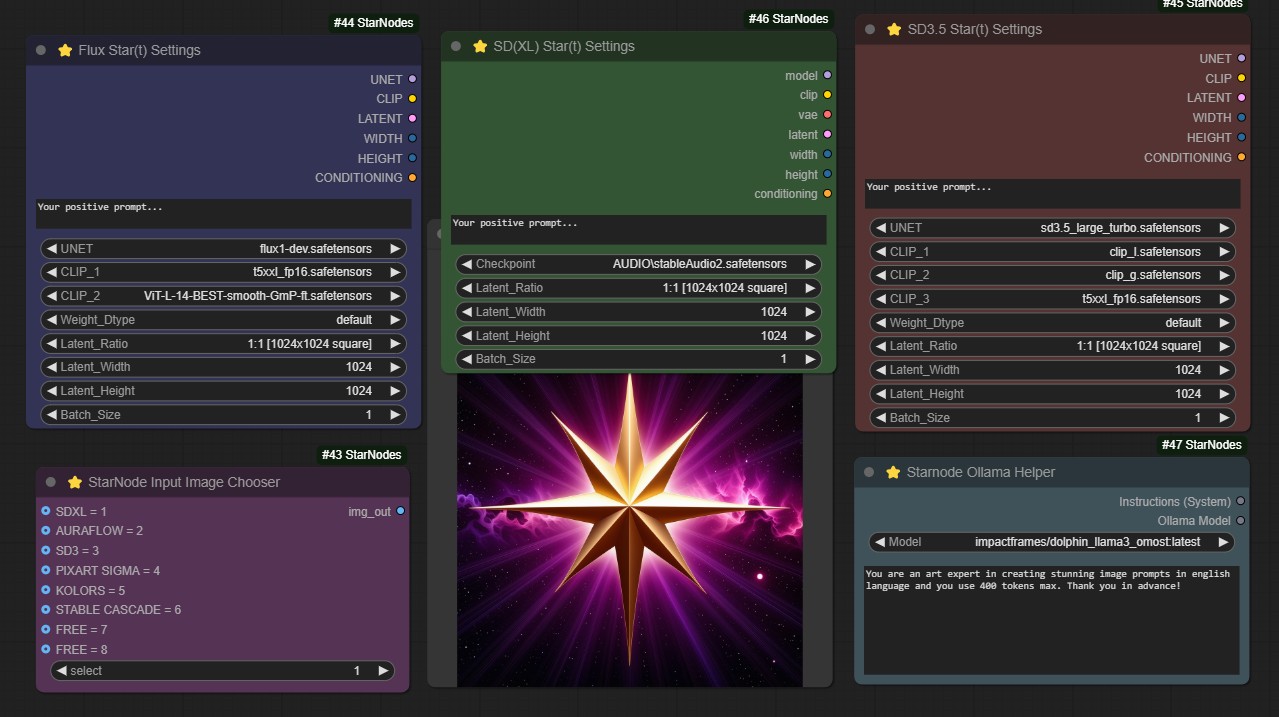 #44 StarNodes
Flux Star(t) Settings
UNET
CLIP
LATENT
WIDTH
HEIGHT
CONDITIONING
Your positive prompt...
UNET flux1-dev.safetensors
CLIP_1 t5xxl_fp16.safetensors
CLIP_2 ViT-L-14-BEST-smooth-GmP-ft.safetensors
Weight_Dtype default
Latent_Ratio 1:1 [1024x1024 square]
Latent_Width 1024
Latent_Height 1024
Batch_Size 1
#46 StarNodes
SD(XL) Star(t) Settings
model
clip
vae
latent
width
height
conditioning
Your positive prompt...
Checkpoint AUDIO\stableAudio2.safetensors
Latent_Ratio 1:1 [1024x1024 square]
Latent_Width 1024
Latent_Height 1024
Batch_Size 1
#45 StarNodes
SD3.5 Star(t) Settings
UNET
CLIP
LATENT
WIDTH
HEIGHT
CONDITIONING
Your positive prompt...
UNET sd3.5_large_turbo.safetensors
CLIP_1 clip_l.safetensors
CLIP_2 clip_g.safetensors
CLIP_3 t5xxl_fp16.safetensors
Weight_Dtype default
Latent_Ratio 1:1 [1024x1024 square]
Latent_Width 1024
Latent_Height 1024
Batch_Size 1
#43 StarNodes
StarNode Input Image Chooser
SDXL = 1 img_out
AURAFLOW = 2
SD3 = 3
PIXART SIGMA = 4
KOLORS = 5
STABLE CASCADE = 6
FREE = 7
FREE = 8
select 1
#47 StarNodes
Starnode Ollama Helper
Instructions (System)
Ollama Model
Model impactframes/dolphin_llama3_omost:latest
You are an art expert in creating stunning image prompts in english
language and you use 400 tokens max. Thank you in advance!